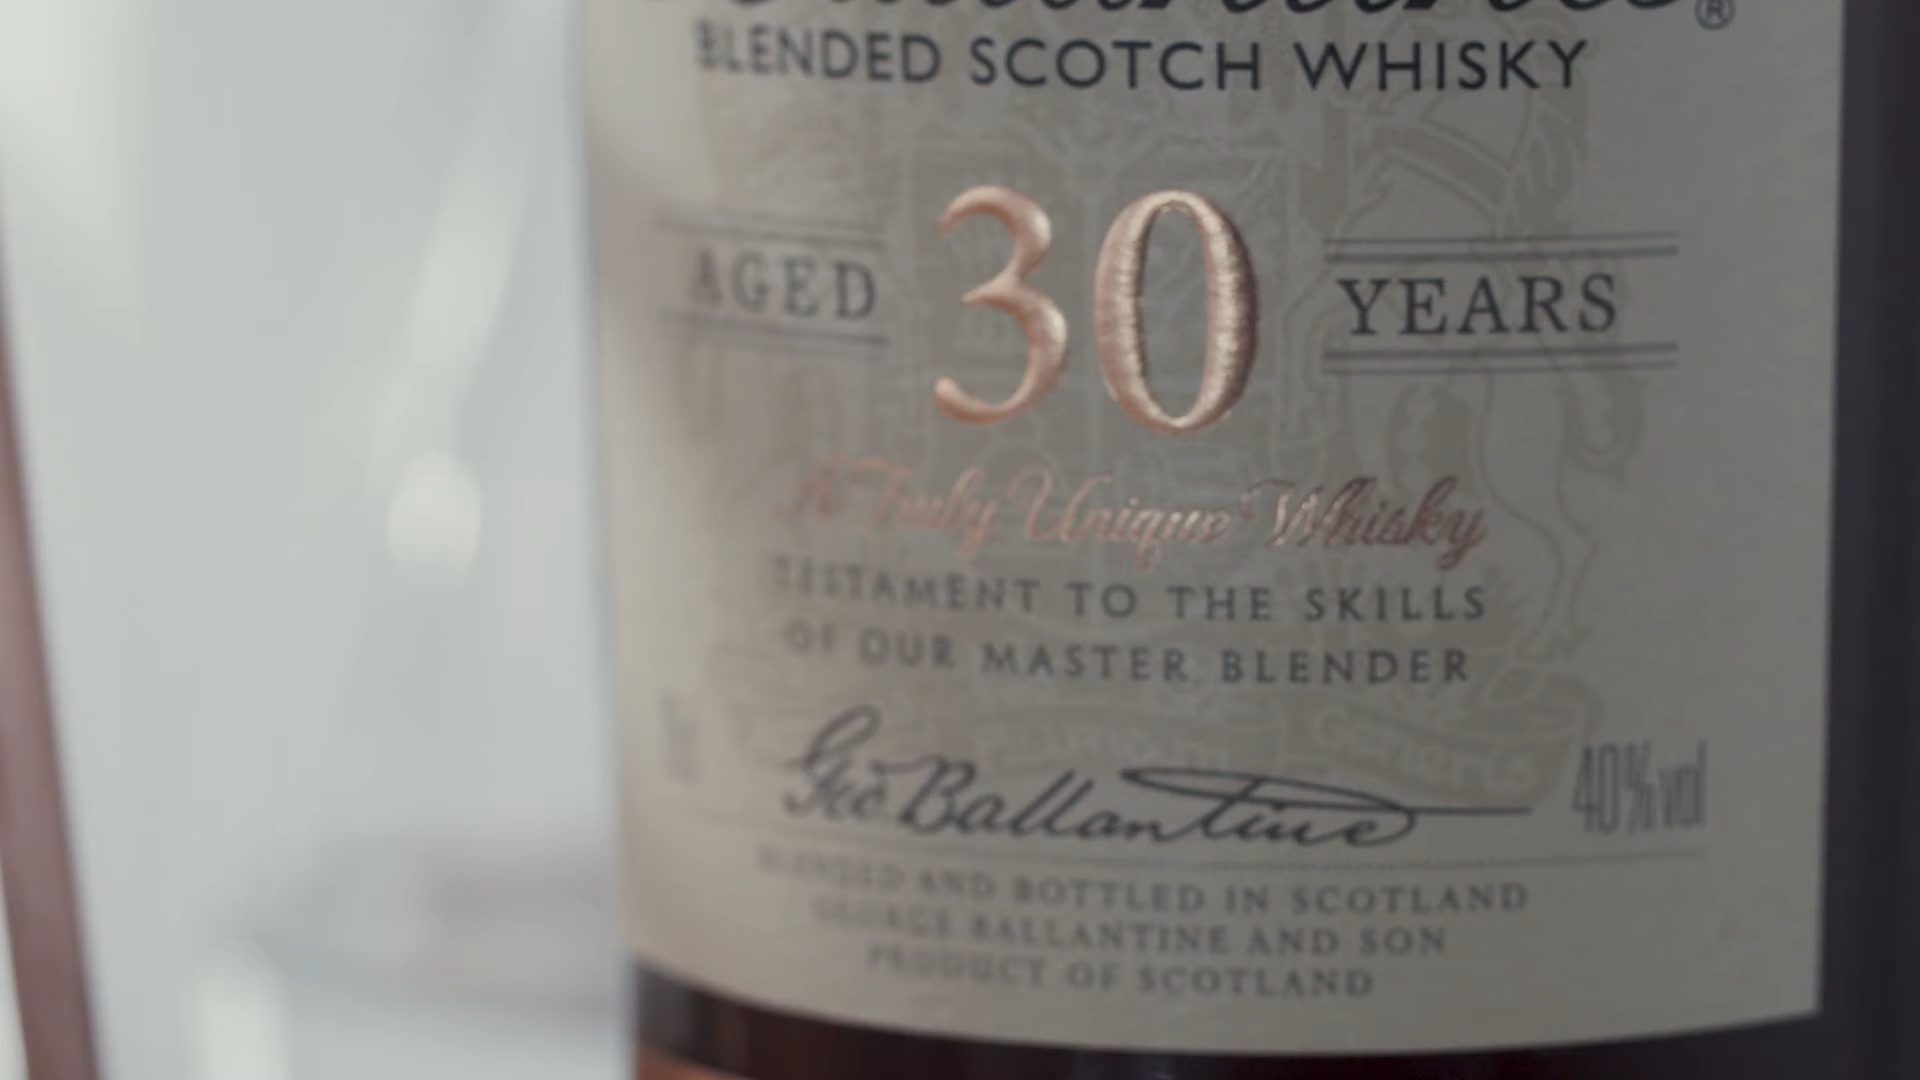 Ballantine's®
BLENDED SCOTCH WHISKY
AGED 30 YEARS
A Truly Unique Whisky
TESTAMENT TO THE SKILLS
OF OUR MASTER BLENDER
Geo Ballantine
40%vol
BLENDED AND BOTTLED IN SCOTLAND
GEORGE BALLANTINE AND SON
PRODUCT OF SCOTLAND